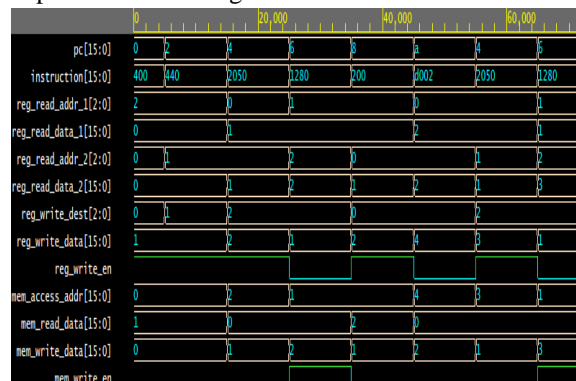 0 20,000 40,000 60,000
pc[15:0] 0 2 4 6 8 a 4 6
instruction[15:0] 400 440 2050 1280 200 d002 2050 1280
reg_read_addr_1[2:0] 2 0 1 0 1
reg_read_data_1[15:0] 0 1 2 1
reg_read_addr_2[2:0] 0 1 2 0 1 2
reg_read_data_2[15:0] 0 1 2 1 2 1 3
reg_write_dest[2:0] 0 1 2 0 2
reg_write_data[15:0] 1 2 1 2 4 3 1
reg_write_en
mem_access_addr[15:0] 0 2 1 4 3 1
mem_read_data[15:0] 1 0 2 0
mem_write_data[15:0] 0 1 2 1 2 1 3
mem_write_en